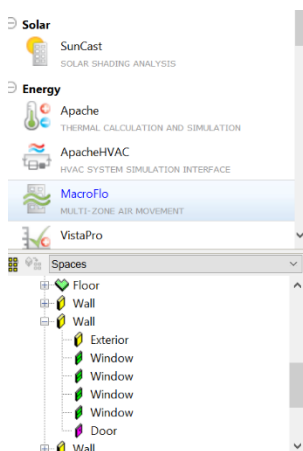 Solar
SunCast
SOLAR SHADING ANALYSIS
Energy
Apache
THERMAL CALCULATION AND SIMULATION
ApacheHVAC
HVAC SYSTEM SIMULATION INTERFACE
MacroFlo
MULTI-ZONE AIR MOVEMENT
VistaPro
Spaces
Floor
Wall
Wall
Exterior
Window
Window
Window
Window
Door
Wall